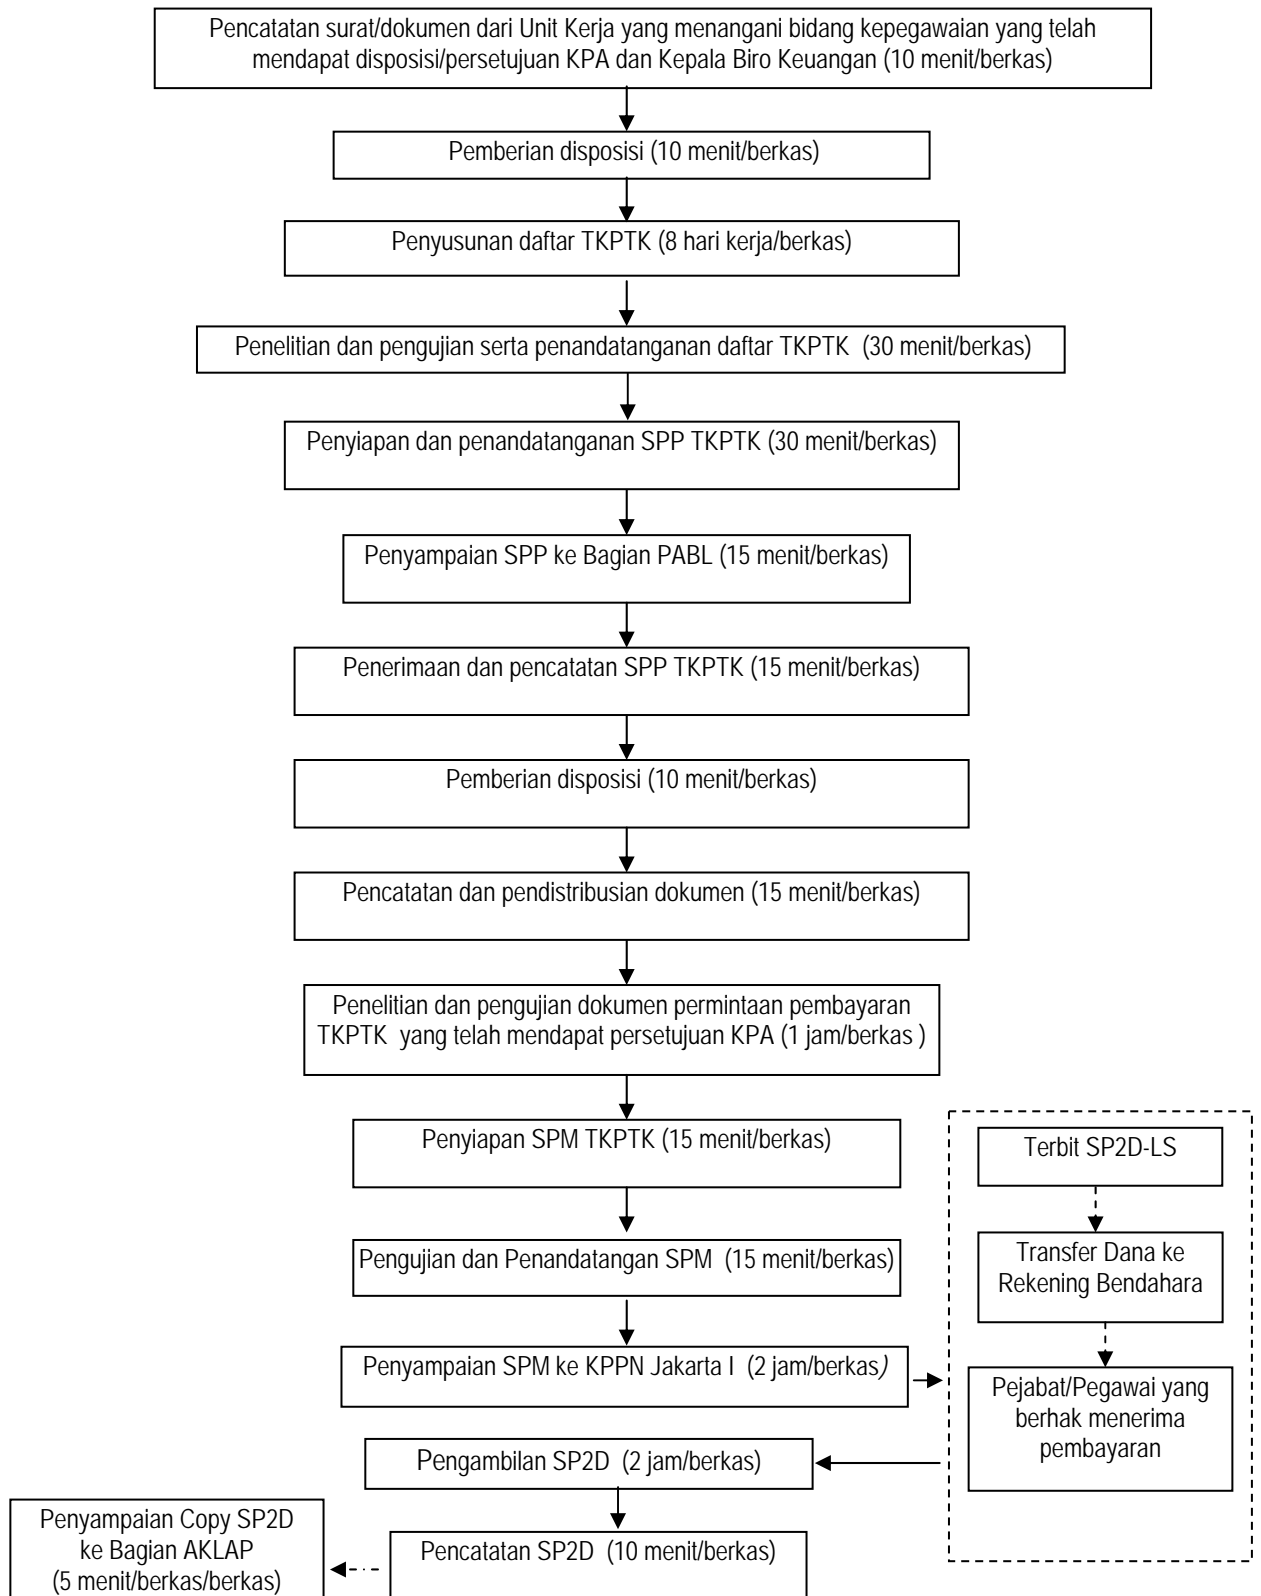 Pencatatan surat/dokumen dari Unit Kerja yang menangani bidang kepegawaian yang telah
mendapat disposisi/persetujuan KPA dan Kepala Biro Keuangan (10 menit/berkas)
Pemberian disposisi (10 menit/berkas)
Penyusunan daftar TKPTK (8 hari kerja/berkas)
Penelitian dan pengujian serta penandatanganan daftar TKPTK (30 menit/berkas)
Penyiapan dan penandatanganan SPP TKPTK (30 menit/berkas)
Penyampaian SPP ke Bagian PABL (15 menit/berkas)
Penerimaan dan pencatatan SPP TKPTK (15 menit/berkas)
Pemberian disposisi (10 menit/berkas)
Pencatatan dan pendistribusian dokumen (15 menit/berkas)
Penelitian dan pengujian dokumen permintaan pembayaran
TKPTK yang telah mendapat persetujuan KPA (1 jam/berkas )
Penyiapan SPM TKPTK (15 menit/berkas)
Pengujian dan Penandatangan SPM (15 menit/berkas)
Penyampaian SPM ke KPPN Jakarta I (2 jam/berkas)
Terbit SP2D-LS
Transfer Dana ke
Rekening Bendahara
Pejabat/Pegawai yang
berhak menerima
pembayaran
Pengambilan SP2D (2 jam/berkas)
Pencatatan SP2D (10 menit/berkas)
Penyampaian Copy SP2D
ke Bagian AKLAP
(5 menit/berkas/berkas)